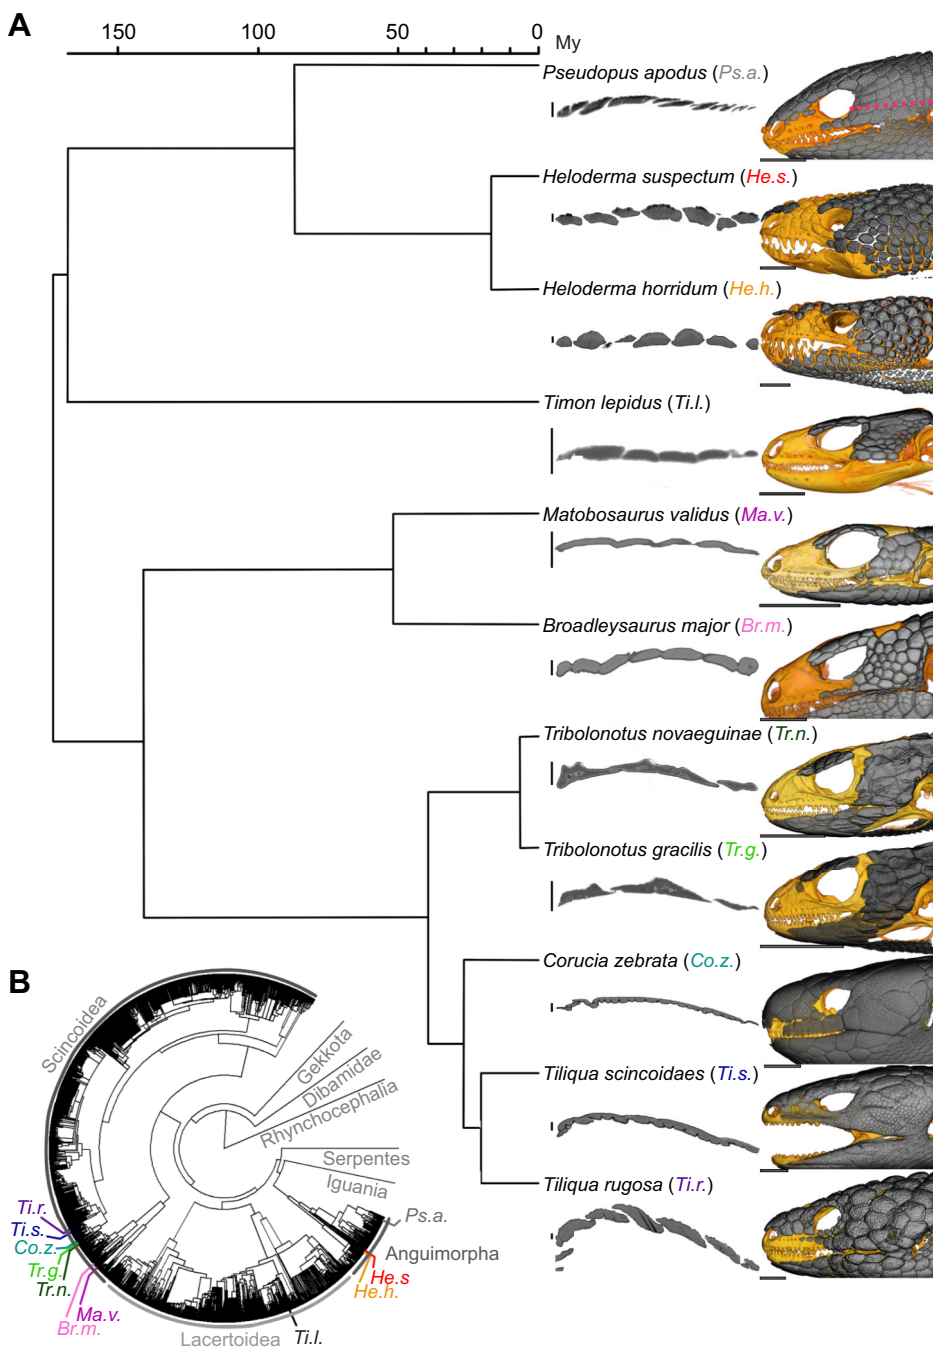 A
150 100 50 0 My
Pseudopus apodus (Ps.a.)
Heloderma suspectum (He.s.)
Heloderma horridum (He.h.)
Timon lepidus (Ti.l.)
Matobosaurus validus (Ma.v.)
Broadleysaurus major (Br.m.)
Tribolonotus novaeguinae (Tr.n.)
Tribolonotus gracilis (Tr.g.)
Corucia zebrata (Co.z.)
Tiliqua scincoidaes (Ti.s.)
Tiliqua rugosa (Ti.r.)
B
Scincoidea
Gekkota
Dibamidae
Rhynchocephalia
Serpentes
Iguania
Ps.a.
Anguimorpha
He.s
He.h.
Ti.l.
Lacertoidea
Ti.r.
Ti.s.
Co.z.
Tr.g.
Tr.n.
Ma.v.
Br.m.